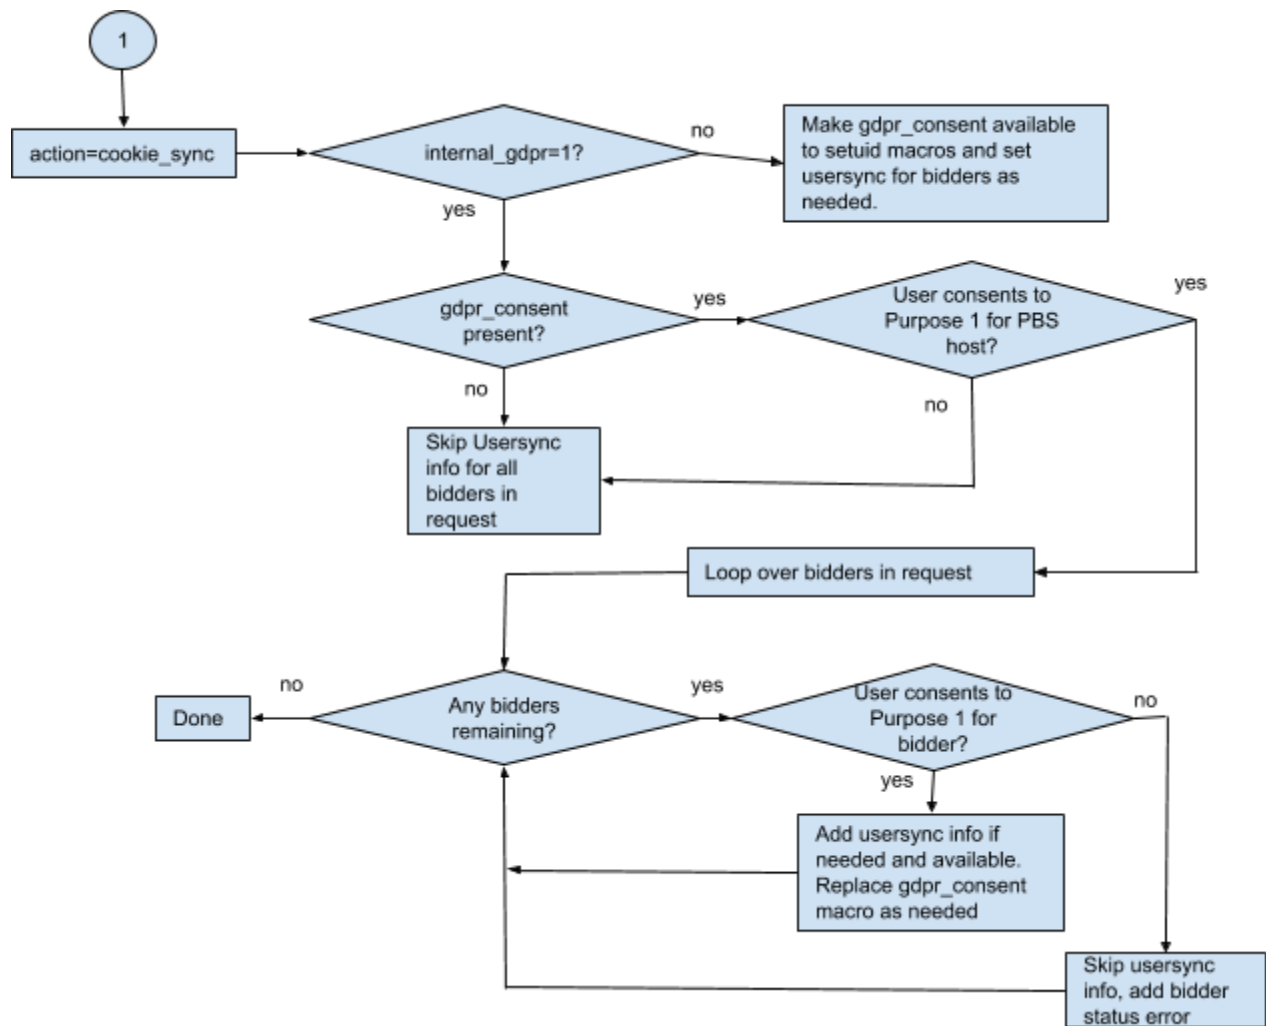 1
action=cookie_sync
internal_gdpr=1?
no
Make gdpr_consent available
to setuid macros and set
usersync for bidders as
needed.
yes
gdpr_consent
present?
yes
User consents to
Purpose 1 for PBS
host?
yes
no
no
Skip Usersync
info for all
bidders in
request
Loop over bidders in request
no
Done
Any bidders
remaining?
yes
User consents to
Purpose 1 for
bidder?
no
yes
Add usersync info if
needed and available.
Replace gdpr_consent
macro as needed
Skip usersync
info, add bidder
status error